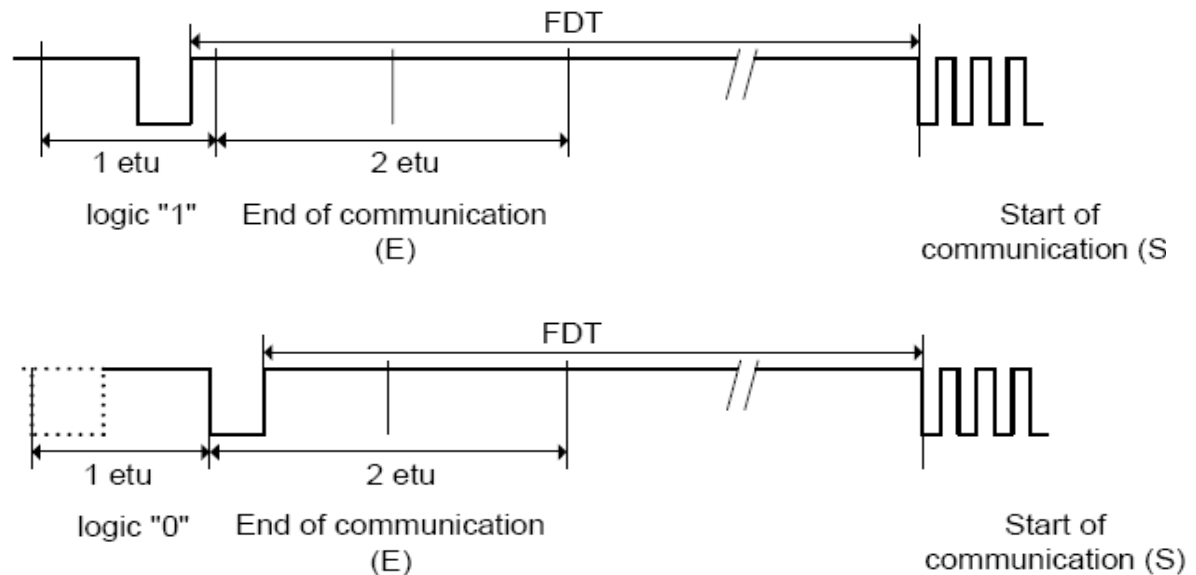 FDT
1 etu 2 etu
logic "1" End of communication Start of
(E) communication (S
FDT
1 etu 2 etu
logic "0" End of communication Start of
(E) communication (S)